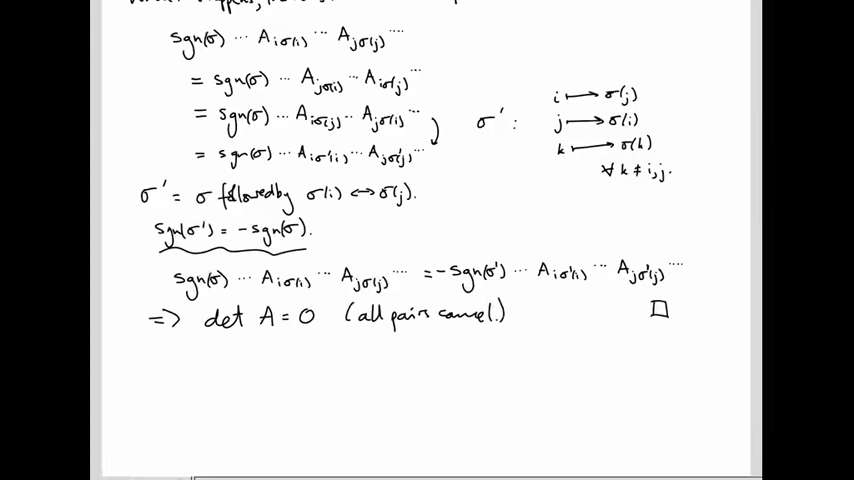 sgn(σ) ... A_{iσ(i)} ... A_{jσ(j)} ....
= sgn(σ) ... A_{jσ(i)} ... A_{iσ(j)} ...
= sgn(σ) ... A_{iσ(j)} ... A_{jσ(i)} ...
= sgn(σ) ... A_{iσ'(i)} ... A_{jσ'(j)} ...
σ' :
i ⟼ σ(j)
j ⟼ σ(i)
k ⟼ σ(k)
∀ k ≠ i,j.
σ' = σ followed by σ(i) ↔ σ(j).
sgn(σ') = -sgn(σ).
sgn(σ) ... A_{iσ(i)} ... A_{jσ(j)} .... = -sgn(σ') ... A_{iσ'(i)} ... A_{jσ'(j)} ....
=> det A = 0 (all pairs cancel.) □